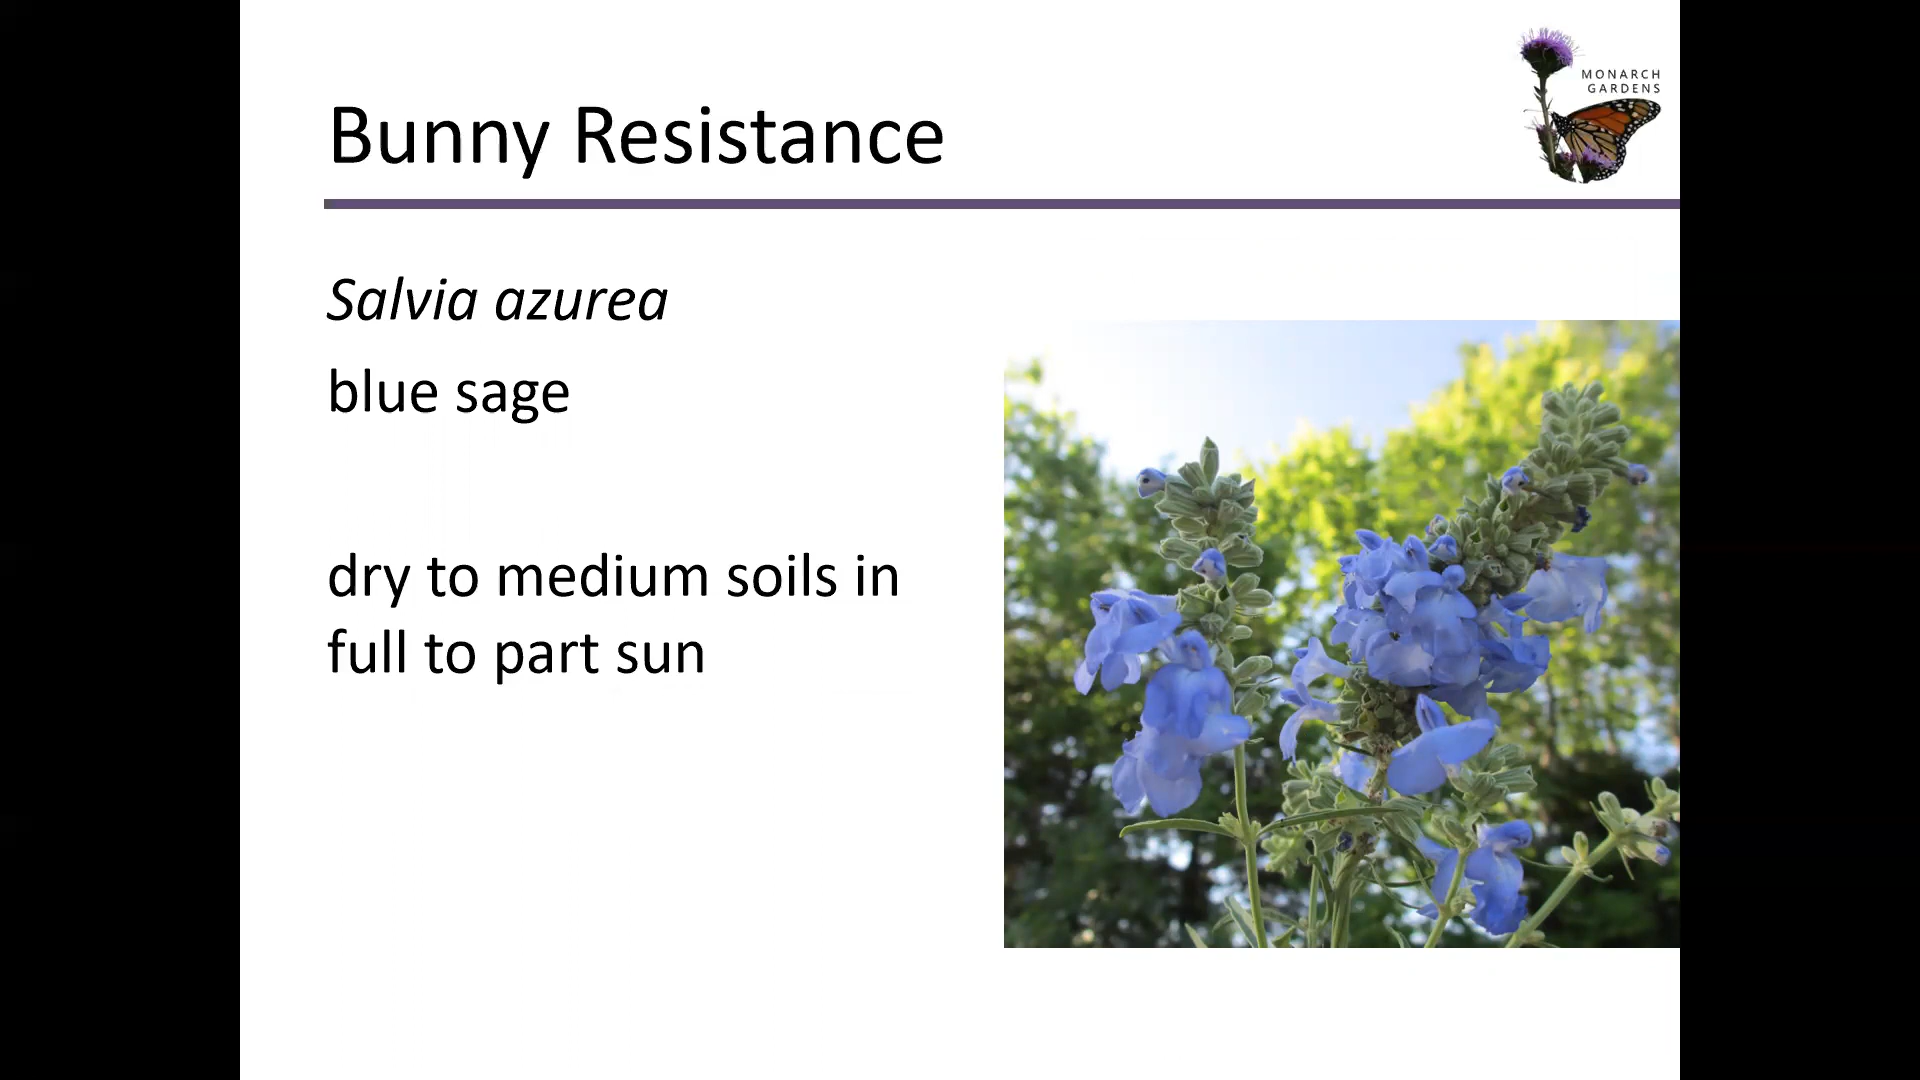 MONARCH
GARDENS
Bunny Resistance
Salvia azurea
blue sage
dry to medium soils in
full to part sun